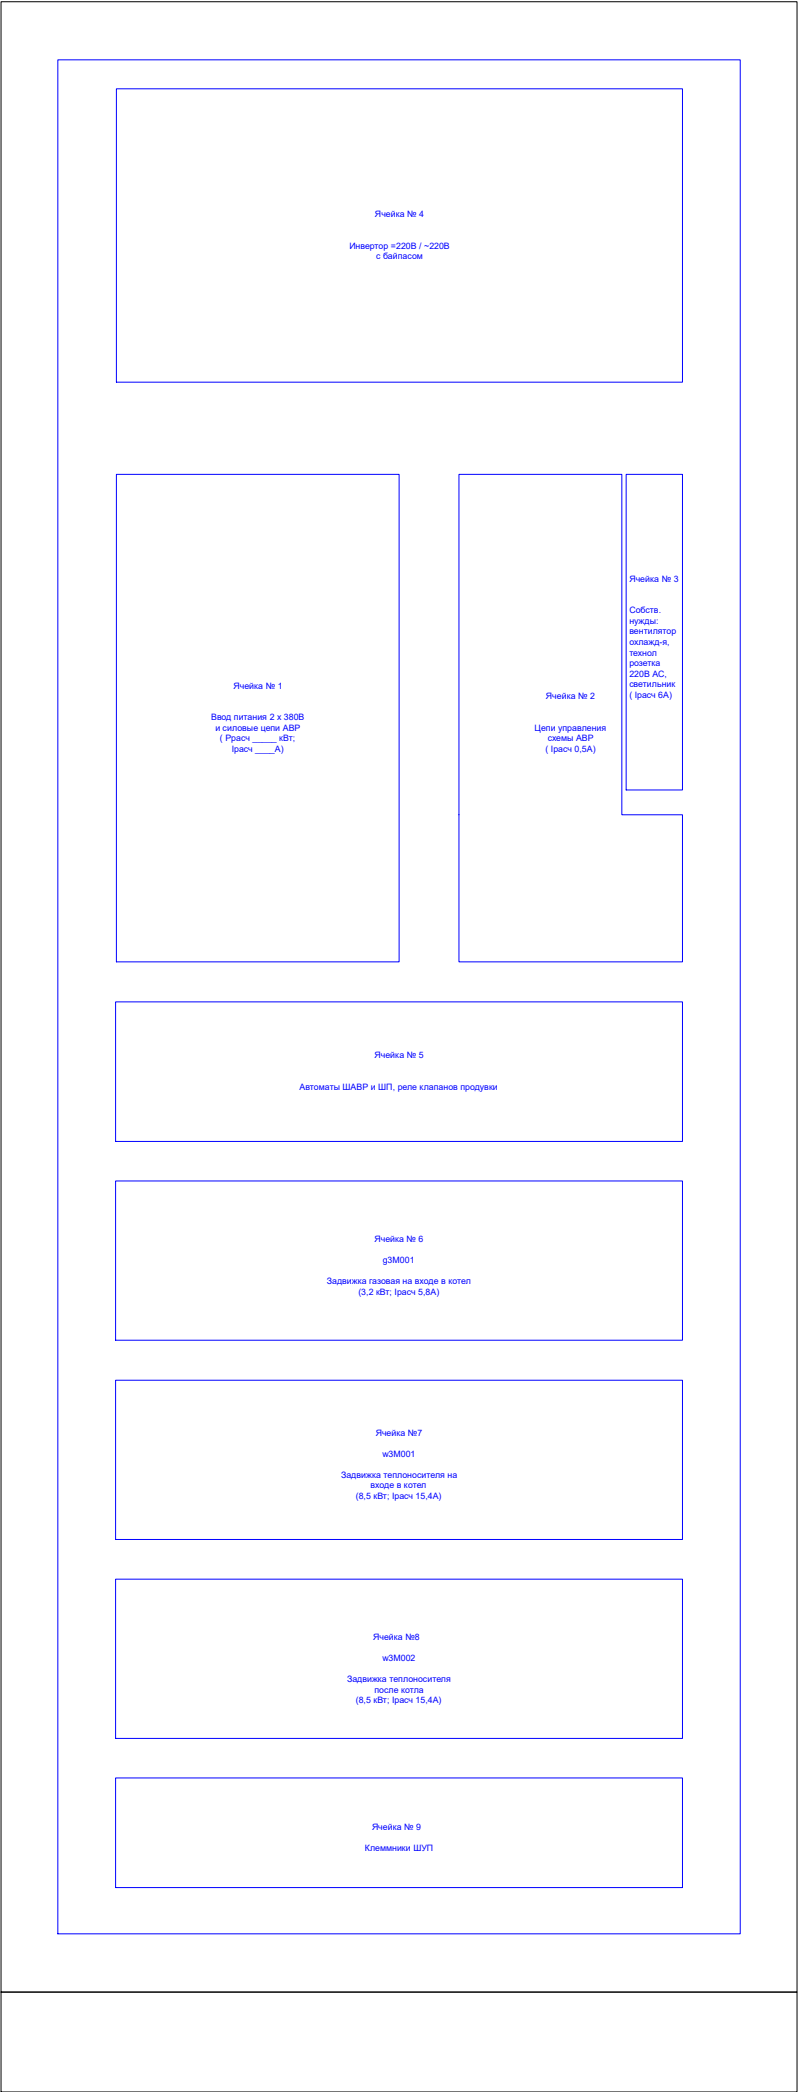 Ячейка № 4
Инвертор =220В / ~220В
с байпасом
Ячейка № 1
Ввод питания 2 х 380В
и силовые цепи АВР
( Ррасч _____ кВт;
Iрасч ____А)
Ячейка № 2
Цепи управления
схемы АВР
( Iрасч 0,5А)
Ячейка № 3
Собств.
нужды:
вентилятор
охлажд-я,
технол
розетка
220В АС,
светильник
( Iрасч 6А)
Ячейка № 5
Автоматы ШАВР и ШП, реле клапанов продувки
Ячейка № 6
g3M001
Задвижка газовая на входе в котел
(3,2 кВт; Iрасч 5,8А)
Ячейка №7
w3M001
Задвижка теплоносителя на
входе в котел
(8,5 кВт; Iрасч 15,4А)
Ячейка №8
w3M002
Задвижка теплоносителя
после котла
(8,5 кВт; Iрасч 15,4А)
Ячейка № 9
Клеммники ШУП